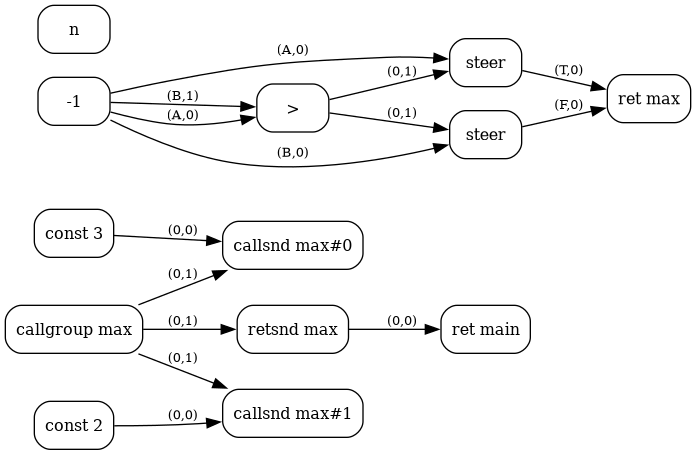 n
-1
(A,0)
(B,1)
(A,0)
(B,0)
>
(0,1)
(0,1)
steer
steer
(T,0)
(F,0)
ret max
const 3
(0,0)
callsnd max#0
(0,1)
callgroup max
(0,1)
retsnd max
(0,0)
ret main
(0,1)
callsnd max#1
const 2
(0,0)